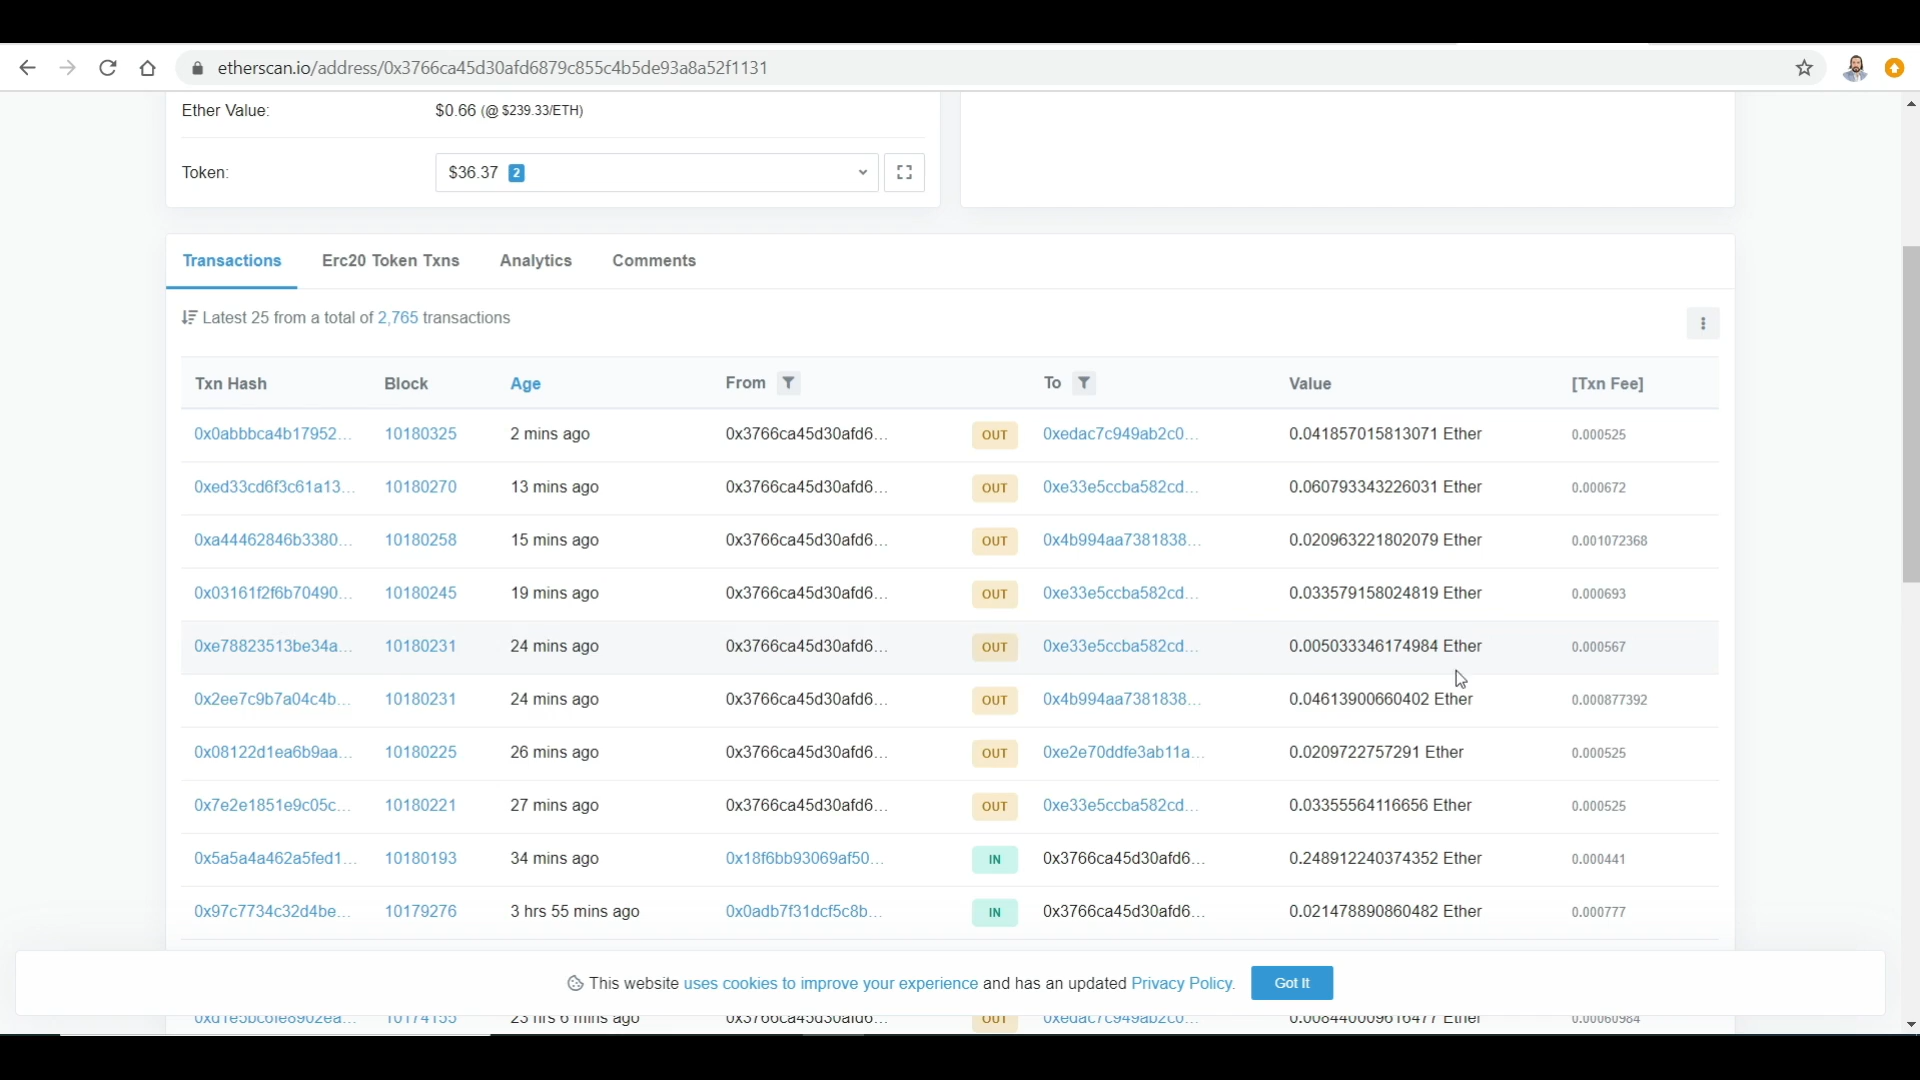 etherscan.io/address/0x3766ca45d30afd6879c855c4b5de93a8a52f1131
Ether Value: $0.66 (@ $239.33/ETH)
Token: $36.37 2
Transactions Erc20 Token Txns Analytics Comments
Latest 25 from a total of 2,765 transactions
Txn Hash Block Age From To Value [Txn Fee]
0x0abbbca4b17952... 10180325 2 mins ago 0x3766ca45d30afd6... OUT 0xedac7c949ab2c0... 0.041857015813071 Ether 0.000525
0xed33cd6f3c61a13... 10180270 13 mins ago 0x3766ca45d30afd6... OUT 0xe33e5ccba582cd... 0.060793343226031 Ether 0.000672
0xa44462846b3380... 10180258 15 mins ago 0x3766ca45d30afd6... OUT 0x4b994aa7381838... 0.020963221802079 Ether 0.001072368
0x03161f2f6b70490... 10180245 19 mins ago 0x3766ca45d30afd6... OUT 0xe33e5ccba582cd... 0.033579158024819 Ether 0.000693
0xe78823513be34a... 10180231 24 mins ago 0x3766ca45d30afd6... OUT 0xe33e5ccba582cd... 0.005033346174984 Ether 0.000567
0x2ee7c9b7a04c4b... 10180231 24 mins ago 0x3766ca45d30afd6... OUT 0x4b994aa7381838... 0.04613900660402 Ether 0.000877392
0x08122d1ea6b9aa... 10180225 26 mins ago 0x3766ca45d30afd6... OUT 0xe2e70ddfe3ab11a... 0.0209722757291 Ether 0.000525
0x7e2e1851e9c05c... 10180221 27 mins ago 0x3766ca45d30afd6... OUT 0xe33e5ccba582cd... 0.03355564116656 Ether 0.000525
0x5a5a4a462a5fed1... 10180193 34 mins ago 0x18f6bb93069af50... IN 0x3766ca45d30afd6... 0.248912240374352 Ether 0.000441
0x97c7734c32d4be... 10179276 3 hrs 55 mins ago 0x0adb7f31dcf5c8b... IN 0x3766ca45d30afd6... 0.021478890860482 Ether 0.000777
This website uses cookies to improve your experience and has an updated Privacy Policy. Got It
10174155 23 hrs 6 mins ago 0x3766ca45d30afd6... OUT 0xedac7c949ab2c0...